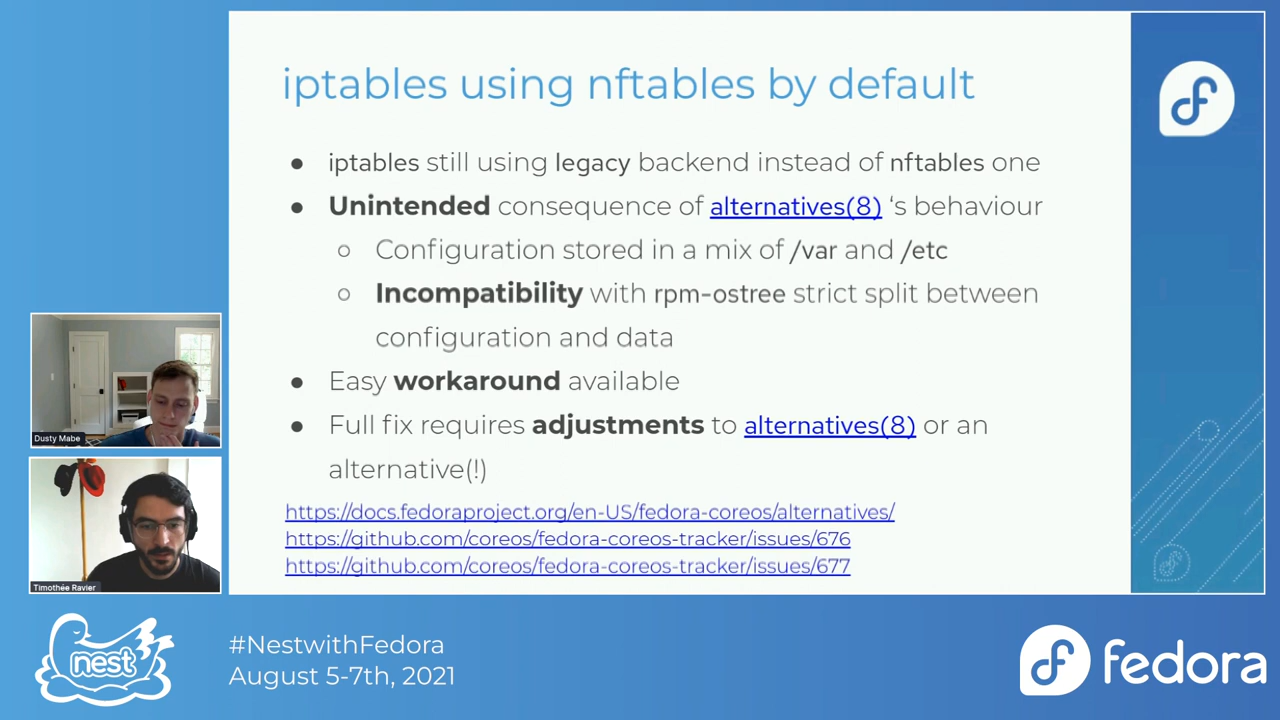 iptables using nftables by default
● iptables still using legacy backend instead of nftables one
● Unintended consequence of alternatives(8) ‘s behaviour
○ Configuration stored in a mix of /var and /etc
○ Incompatibility with rpm-ostree strict split between
configuration and data
● Easy workaround available
● Full fix requires adjustments to alternatives(8) or an
alternative(!)
https://docs.fedoraproject.org/en-US/fedora-coreos/alternatives/
https://github.com/coreos/fedora-coreos-tracker/issues/676
https://github.com/coreos/fedora-coreos-tracker/issues/677
Dusty Mabe
Timothée Ravier
nest
#NestwithFedora
August 5-7th, 2021
fedora